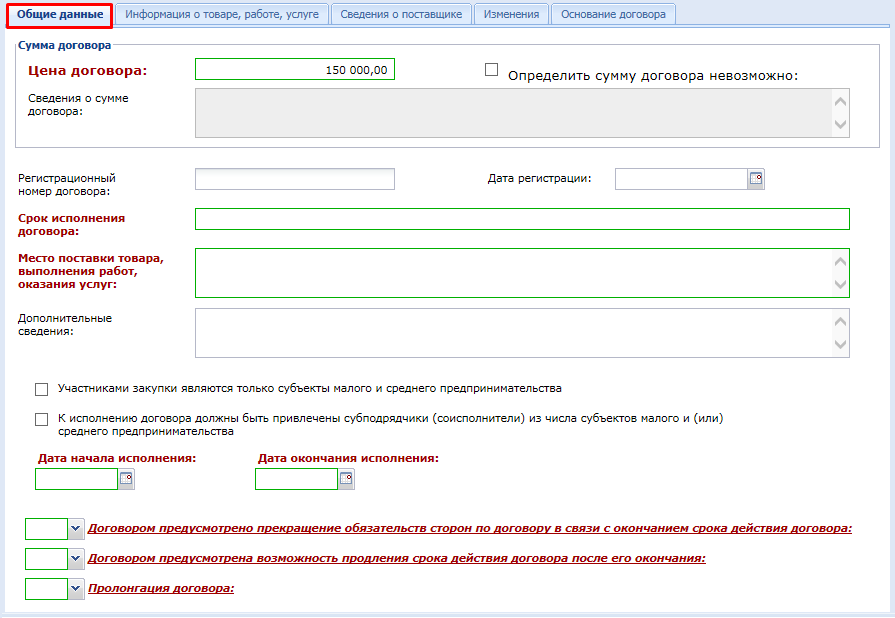 Общие данные Информация о товаре, работе, услуге Сведения о поставщике Изменения Основание договора
Сумма договора
Цена договора: 150 000,00 Определить сумму договора невозможно:
Сведения о сумме
договора:
Регистрационный
номер договора:
Дата регистрации:
Срок исполнения
договора:
Место поставки товара,
выполнения работ,
оказания услуг:
Дополнительные
сведения:
Участниками закупки являются только субъекты малого и среднего предпринимательства
К исполнению договора должны быть привлечены субподрядчики (соисполнители) из числа субъектов малого и (или)
среднего предпринимательства
Дата начала исполнения: Дата окончания исполнения:
Договором предусмотрено прекращение обязательств сторон по договору в связи с окончанием срока действия договора:
Договором предусмотрена возможность продления срока действия договора после его окончания:
Пролонгация договора: